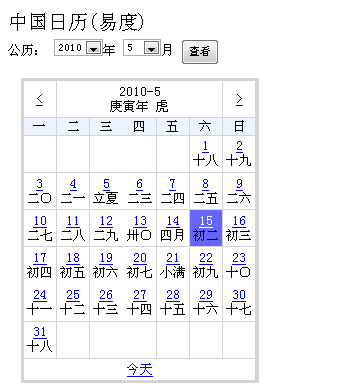 中国日历(易度)
公历： 2010 年 5 月 查看
< 2010-5 >
庚寅年 虎
一 二 三 四 五 六 日
1 2
十八 十九
3 4 5 6 7 8 9
二〇 二一 立夏 二三 二四 二五 二六
10 11 12 13 14 15 16
二七 二八 二九 卅〇 四月 初二 初三
17 18 19 20 21 22 23
初四 初五 初六 初七 小满 初九 十〇
24 25 26 27 28 29 30
十一 十二 十三 十四 十五 十六 十七
31
十八
今天